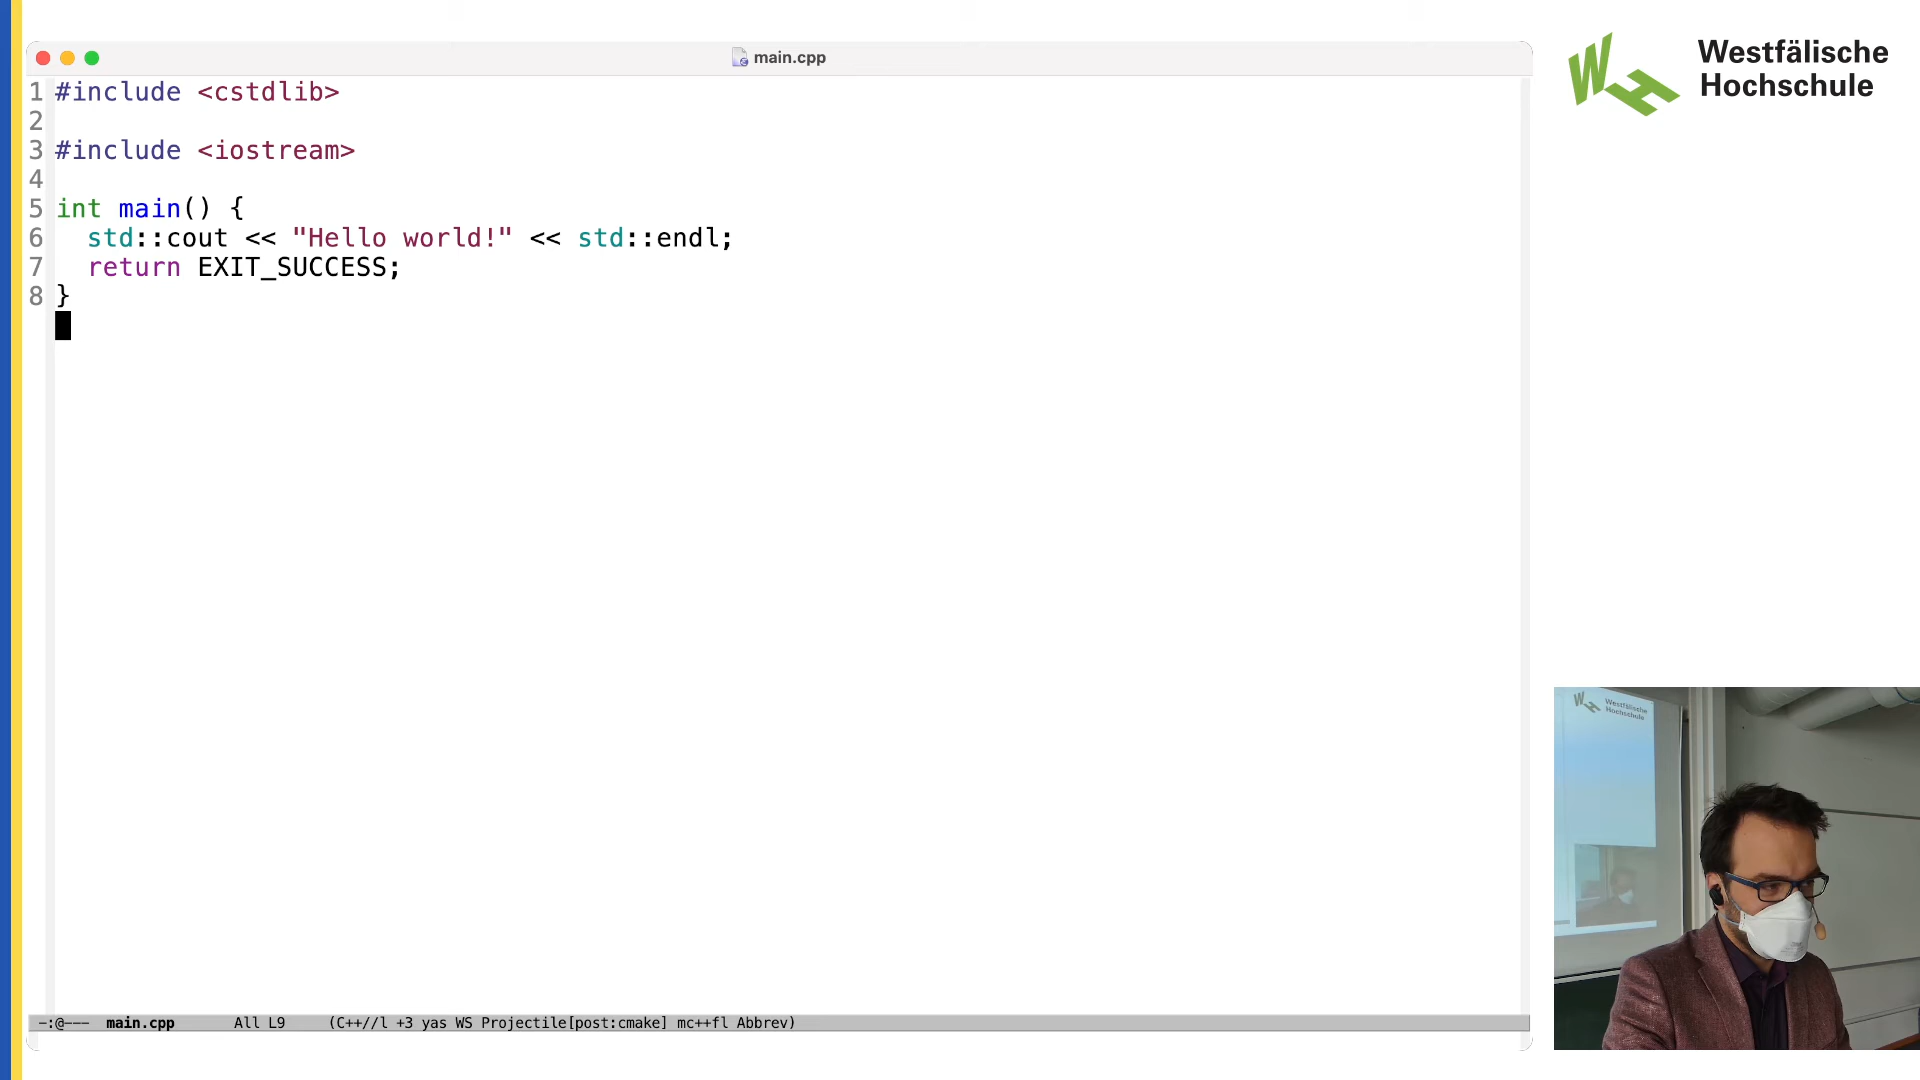 main.cpp
1 #include <cstdlib>
2
3 #include <iostream>
4
5 int main() {
6   std::cout << "Hello world!" << std::endl;
7   return EXIT_SUCCESS;
8 }
-:@---  main.cpp       All L9     (C++//l +3 yas WS Projectile[post:cmake] mc++fl Abbrev)
Westfälische
Hochschule
Westfälische
Hochschule